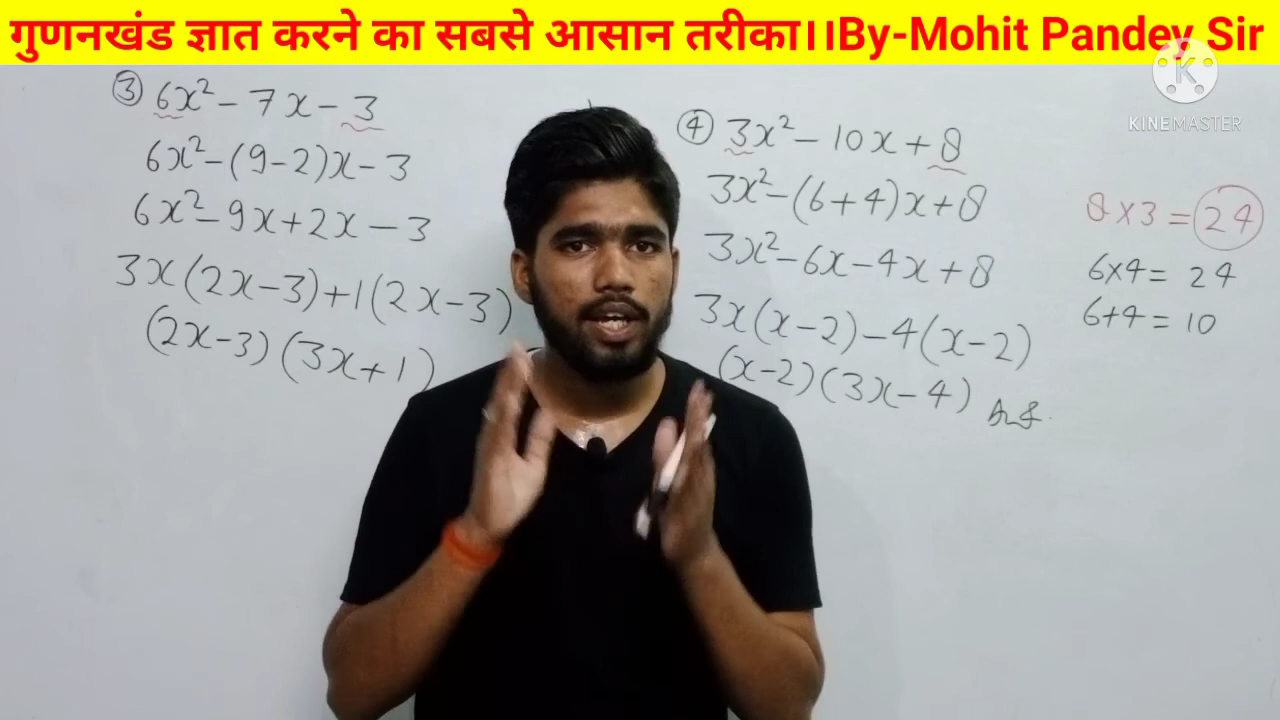 गुणनखंड ज्ञात करने का सबसे आसान तरीका।।By-Mohit Pandey Sir
K
KINEMASTER
③ 6x² - 7x - 3
6x² - (9 - 2)x - 3
6x² - 9x + 2x - 3
3x(2x - 3) + 1(2x - 3)
(2x - 3)(3x + 1)
④ 3x² - 10x + 8
3x² - (6 + 4)x + 8
3x² - 6x - 4x + 8
3x(x - 2) - 4(x - 2)
(x - 2)(3x - 4) Ans.
8 × 3 = 24
6×4 = 24
6+4 = 10